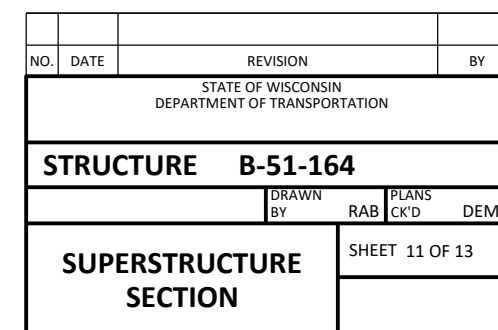 NO. DATE REVISION BY
STATE OF WISCONSIN
DEPARTMENT OF TRANSPORTATION
STRUCTURE B-51-164
DRAWN BY RAB PLANS CK'D DEM
SUPERSTRUCTURE
SECTION
SHEET 11 OF 13